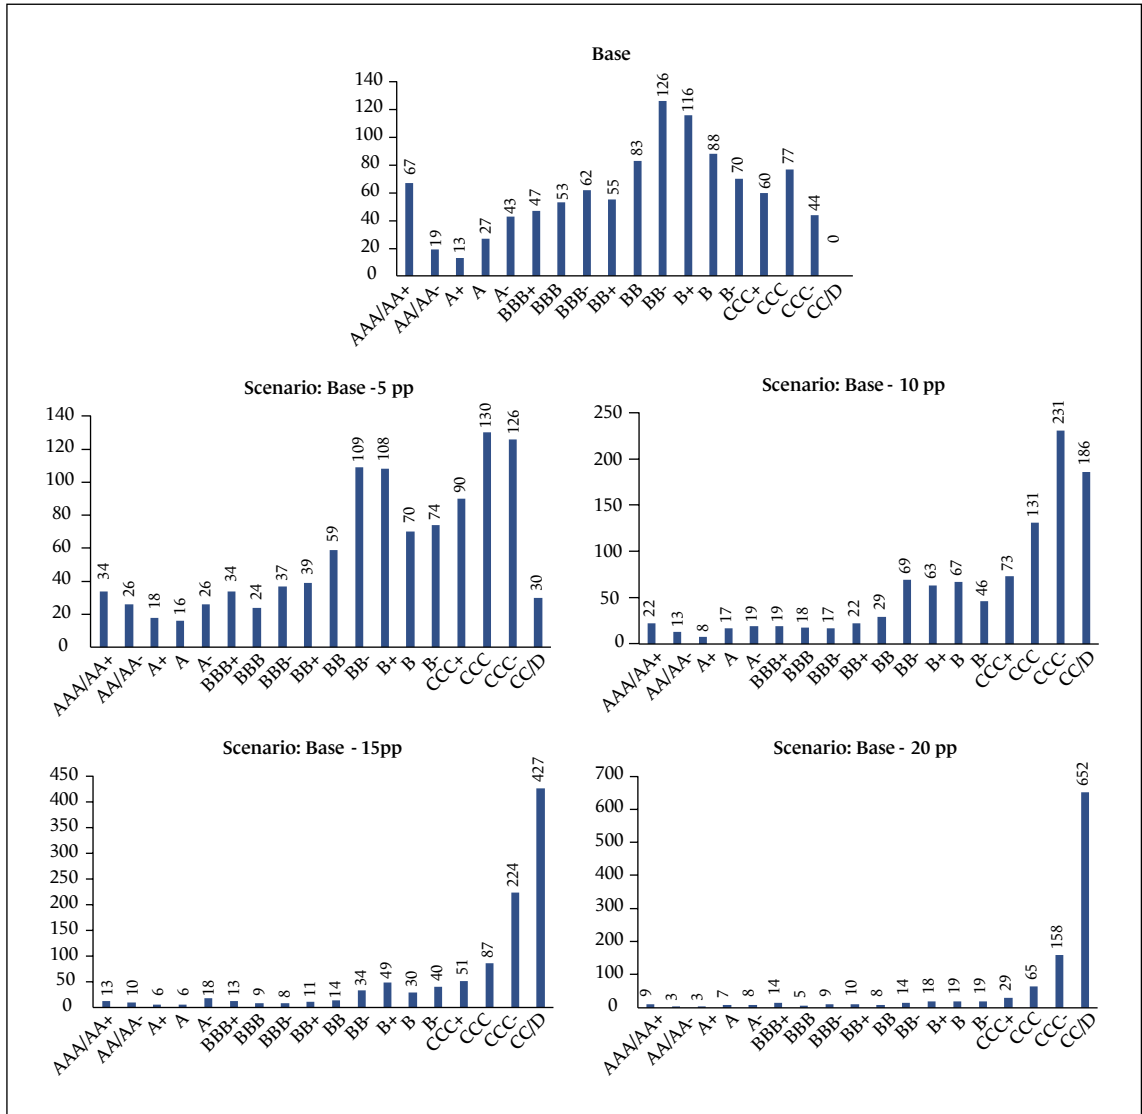 Base
140
120
100
80
60
40
20
0
67
19
13
27
43
47
53
62
55
83
126
116
88
70
60
77
44
0
AAA/AA+
AA/AA-
A+
A
A-
BBB+
BBB
BBB-
BB+
BB
BB-
B+
B
B-
CCC+
CCC
CCC-
CC/D
Scenario: Base -5 pp
140
120
100
80
60
40
20
0
34
26
18
16
26
34
24
37
39
59
109
108
70
74
90
130
126
30
AAA/AA+
AA/AA-
A+
A
A-
BBB+
BBB
BBB-
BB+
BB
BB-
B+
B
B-
CCC+
CCC
CCC-
CC/D
Scenario: Base - 10 pp
250
200
150
100
50
0
22
13
8
17
19
19
18
17
22
29
69
63
67
46
73
131
231
186
AAA/AA+
AA/AA-
A+
A
A-
BBB+
BBB
BBB-
BB+
BB
BB-
B+
B
B-
CCC+
CCC
CCC-
CC/D
Scenario: Base - 15pp
450
400
350
300
250
200
150
100
50
0
13
10
6
6
18
13
9
8
11
14
34
49
30
40
51
87
224
427
AAA/AA+
AA/AA-
A+
A
A-
BBB+
BBB
BBB-
BB+
BB
BB-
B+
B
B-
CCC+
CCC
CCC-
CC/D
Scenario: Base - 20 pp
700
600
500
400
300
200
100
0
9
3
3
7
8
14
5
9
10
8
14
18
19
19
29
65
158
652
AAA/AA+
AA/AA-
A+
A
A-
BBB+
BBB
BBB-
BB+
BB
BB-
B+
B
B-
CCC+
CCC
CCC-
CC/D